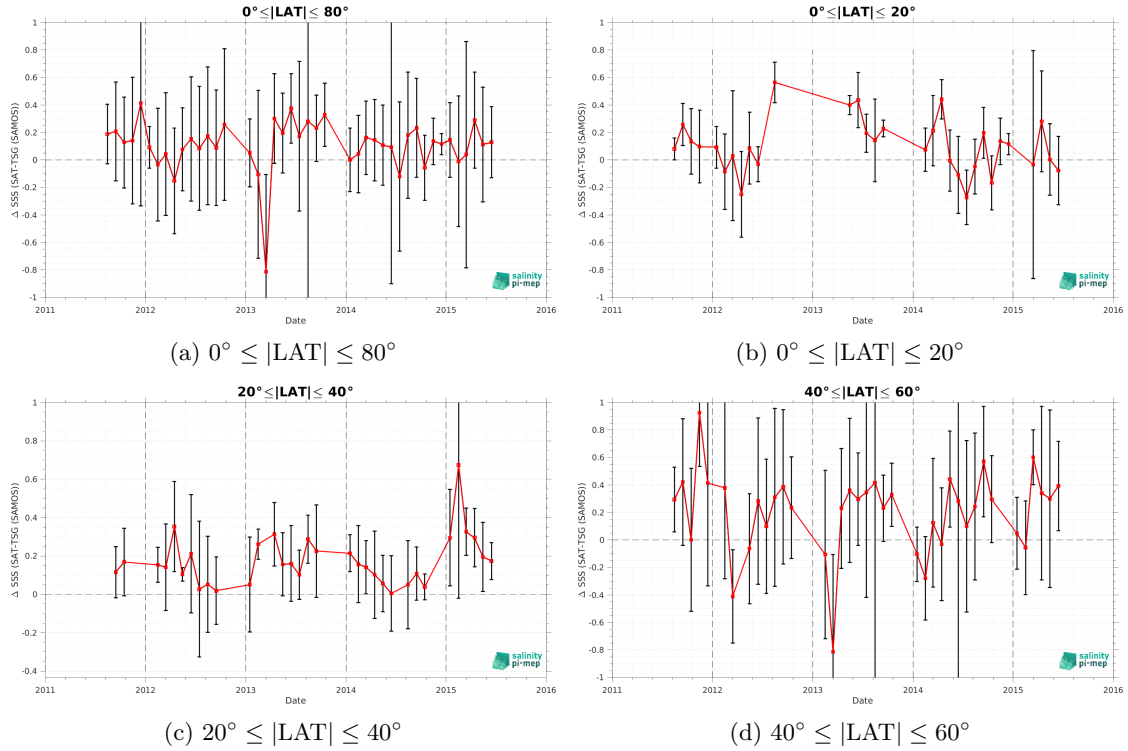 0°≤|LAT|≤ 80°
Δ SSS (SAT-TSG (SAMOS))
1
0.8
0.6
0.4
0.2
0
-0.2
-0.4
-0.6
-0.8
-1
2011
2012
2013
2014
2015
2016
Date
salinity
pi-mep
(a) 0° ≤ |LAT| ≤ 80°
0°≤|LAT|≤ 20°
Δ SSS (SAT-TSG (SAMOS))
1
0.8
0.6
0.4
0.2
0
-0.2
-0.4
-0.6
-0.8
-1
2011
2012
2013
2014
2015
2016
Date
salinity
pi-mep
(b) 0° ≤ |LAT| ≤ 20°
20°≤|LAT|≤ 40°
Δ SSS (SAT-TSG (SAMOS))
1
0.8
0.6
0.4
0.2
0
-0.2
-0.4
2011
2012
2013
2014
2015
2016
Date
salinity
pi-mep
(c) 20° ≤ |LAT| ≤ 40°
40°≤|LAT|≤ 60°
Δ SSS (SAT-TSG (SAMOS))
1
0.8
0.6
0.4
0.2
0
-0.2
-0.4
-0.6
-0.8
-1
2011
2012
2013
2014
2015
2016
Date
salinity
pi-mep
(d) 40° ≤ |LAT| ≤ 60°